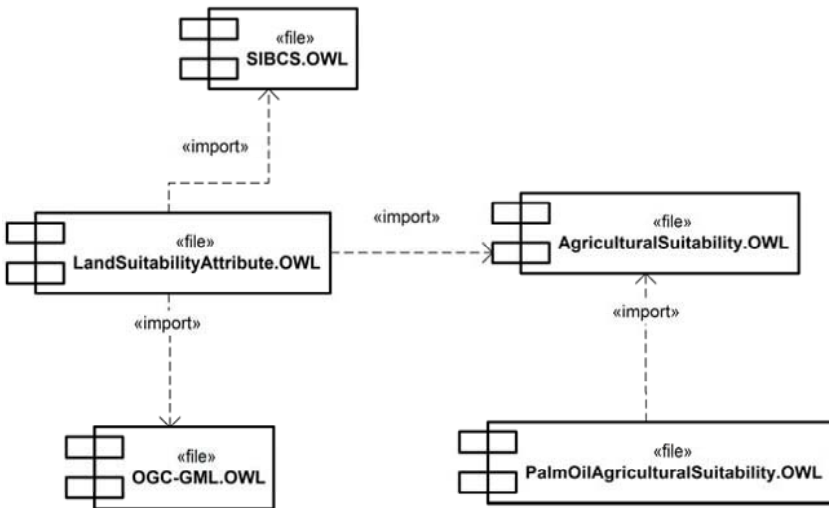 «file»
SIBCS.OWL
«import»
«import»
«file»
LandSuitabilityAttribute.OWL
«file»
AgriculturalSuitability.OWL
«import»
«import»
«file»
OGC-GML.OWL
«file»
PalmOilAgriculturalSuitability.OWL